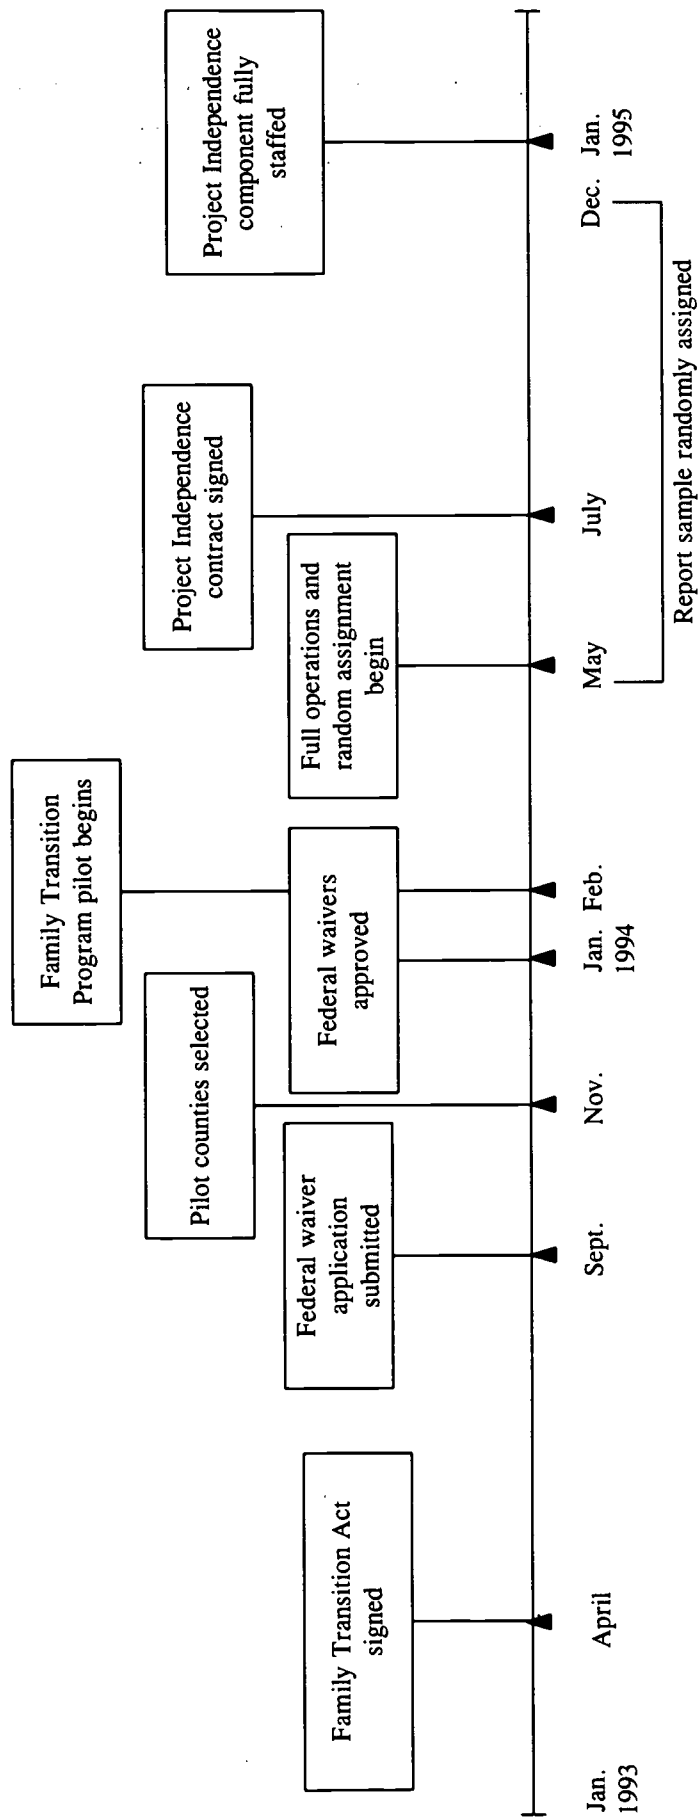 Family Transition
Program pilot begins
Project Independence
component fully
staffed
Pilot counties selected
Project Independence
contract signed
Family Transition Act
signed
Federal waiver
application
submitted
Federal waivers
approved
Full operations and
random assignment
begin
Jan.
1993
April
Sept.
Nov.
Jan.
1994
Feb.
May
July
Dec.
Jan.
1995
Report sample randomly assigned